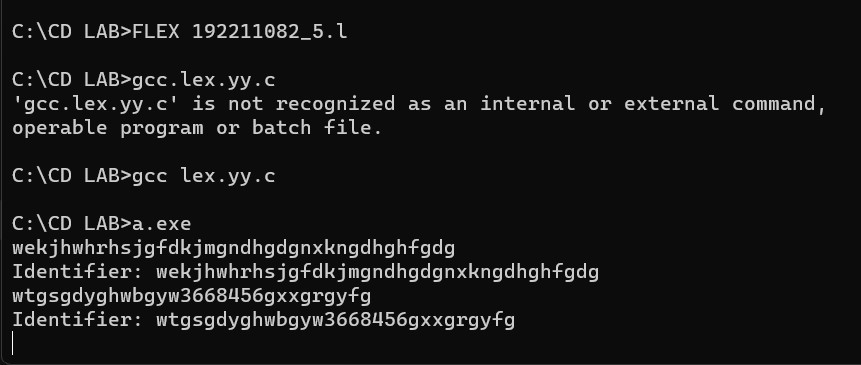 C:\CD LAB>FLEX 192211082_5.l
C:\CD LAB>gcc.lex.yy.c
'gcc.lex.yy.c' is not recognized as an internal or external command,
operable program or batch file.
C:\CD LAB>gcc lex.yy.c
C:\CD LAB>a.exe
wekjhwhrhsjgfdkjmgndhgdgnxkngdhghfgdg
Identifier: wekjhwhrhsjgfdkjmgndhgdgnxkngdhghfgdg
wtgsgdyghwbgyw3668456gxxgrgyfg
Identifier: wtgsgdyghwbgyw3668456gxxgrgyfg